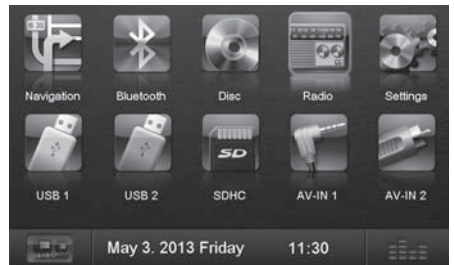 Navigation Bluetooth Disc Radio Settings
SD
USB 1 USB 2 SDHC AV-IN 1 AV-IN 2
May 3. 2013 Friday 11:30